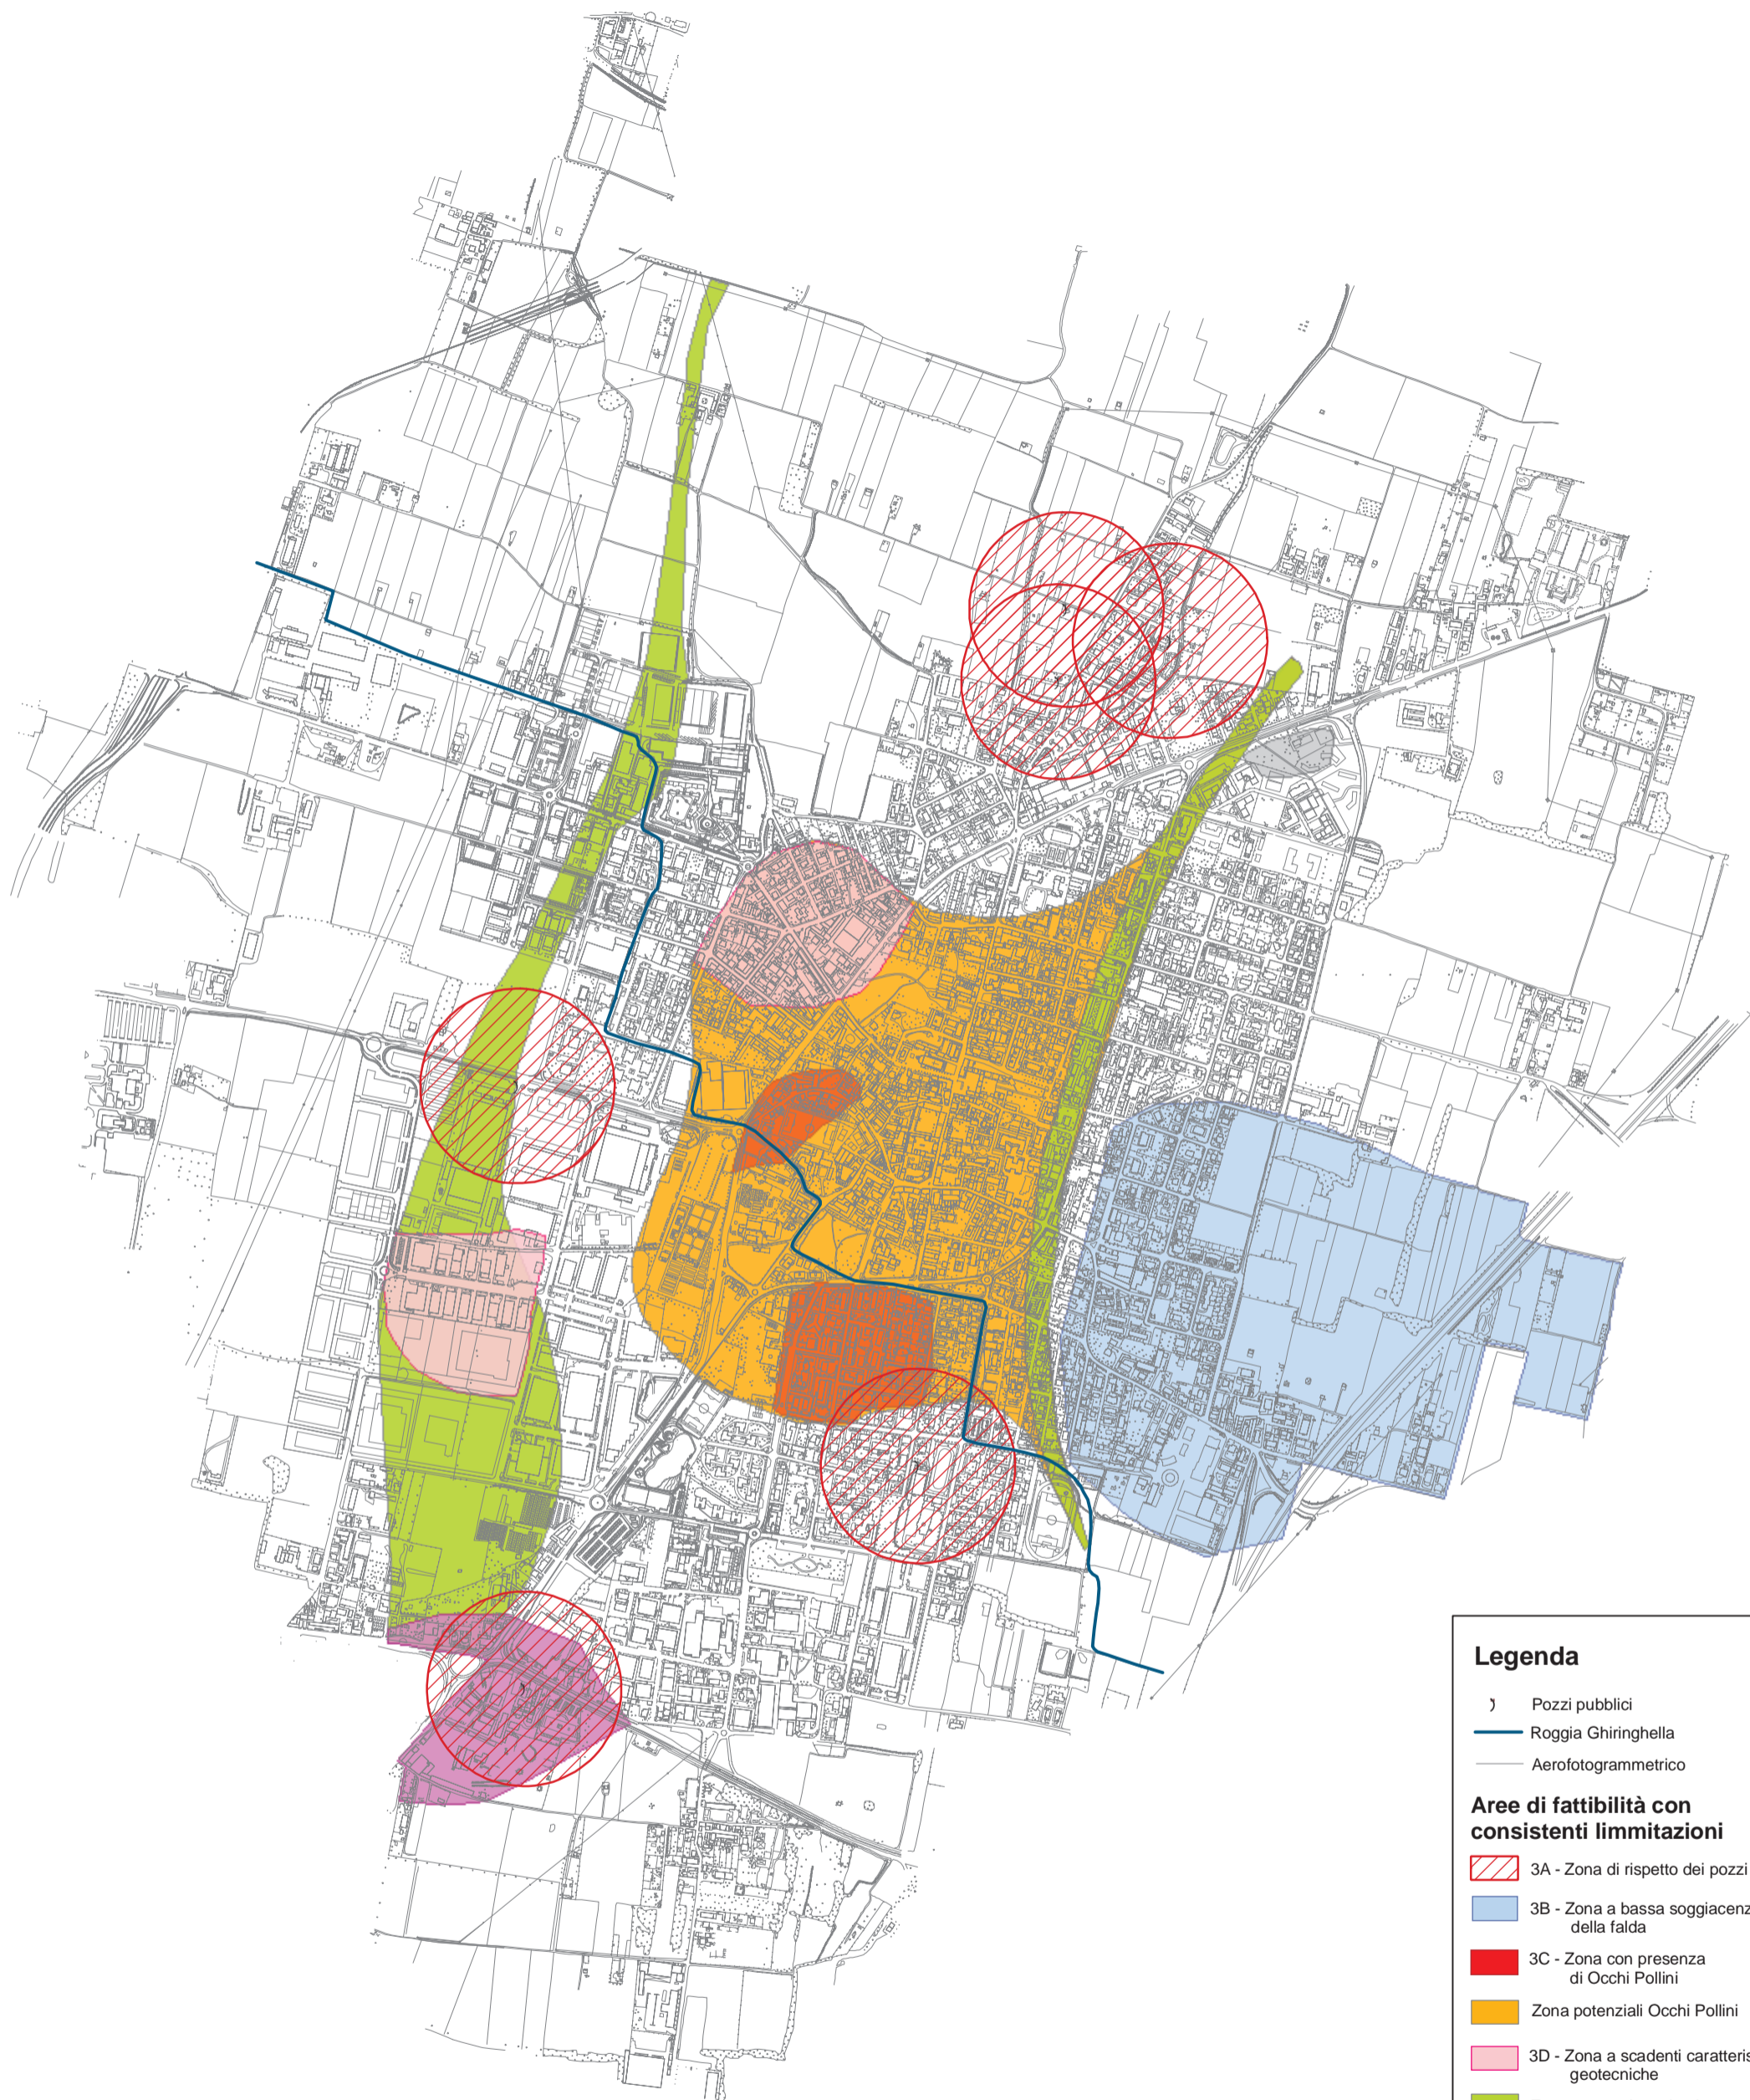 Legenda
Pozzi pubblici
Roggia Ghiringhella
Aerofotogrammetrico
Aree di fattibilità con
consistenti limmitazioni
3A - Zona di rispetto dei pozzi
3B - Zona a bassa soggiacenz
della falda
3C - Zona con presenza
di Occhi Pollini
Zona potenziali Occhi Pollini
3D - Zona a scadenti caratteris
geotecniche